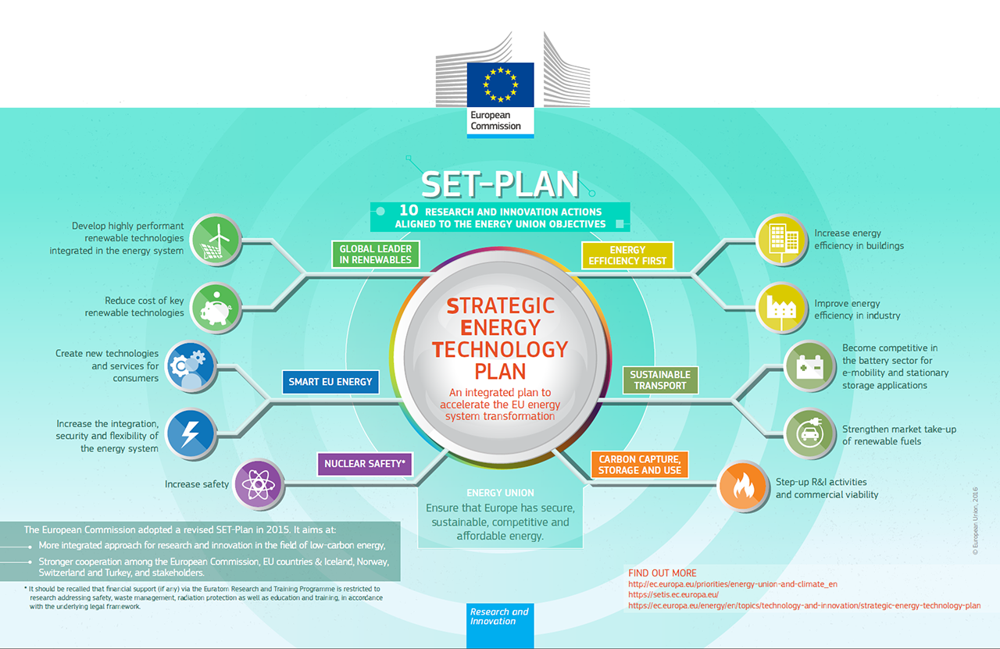 European
Commission
SET-PLAN
10 RESEARCH AND INNOVATION ACTIONS
ALIGNED TO THE ENERGY UNION OBJECTIVES
Develop highly performant
renewable technologies
integrated in the energy system
Reduce cost of key
renewable technologies
GLOBAL LEADER
IN RENEWABLES
Create new technologies
and services for
consumers
Increase the integration,
security and flexibility of
the energy system
SMART EU ENERGY
Increase safety
NUCLEAR SAFETY*
STRATEGIC
ENERGY
TECHNOLOGY
PLAN
An integrated plan to
accelerate the EU energy
system transformation
ENERGY
EFFICIENCY FIRST
Increase energy
efficiency in buildings
Improve energy
efficiency in industry
SUSTAINABLE
TRANSPORT
Become competitive in
the battery sector for
e-mobility and stationary
storage applications
Strengthen market take-up
of renewable fuels
CARBON CAPTURE,
STORAGE AND USE
Step-up R&I activities
and commercial viability
ENERGY UNION
Ensure that Europe has secure,
sustainable, competitive and
affordable energy.
The European Commission adopted a revised SET-Plan in 2015. It aims at:
More integrated approach for research and innovation in the field of low-carbon energy,
Stronger cooperation among the European Commission, EU countries & Iceland, Norway,
Switzerland and Turkey, and stakeholders.
* It should be recalled that financial support (if any) via the Euratom Research and Training Programme is restricted to
research addressing safety, waste management, radiation protection as well as education and training, in accordance
with the underlying legal framework.
FIND OUT MORE
http://ec.europa.eu/priorities/energy-union-and-climate_en
https://setis.ec.europa.eu/
https://ec.europa.eu/energy/en/topics/technology-and-innovation/strategic-energy-technology-plan
© European Union, 2016
Research and
Innovation